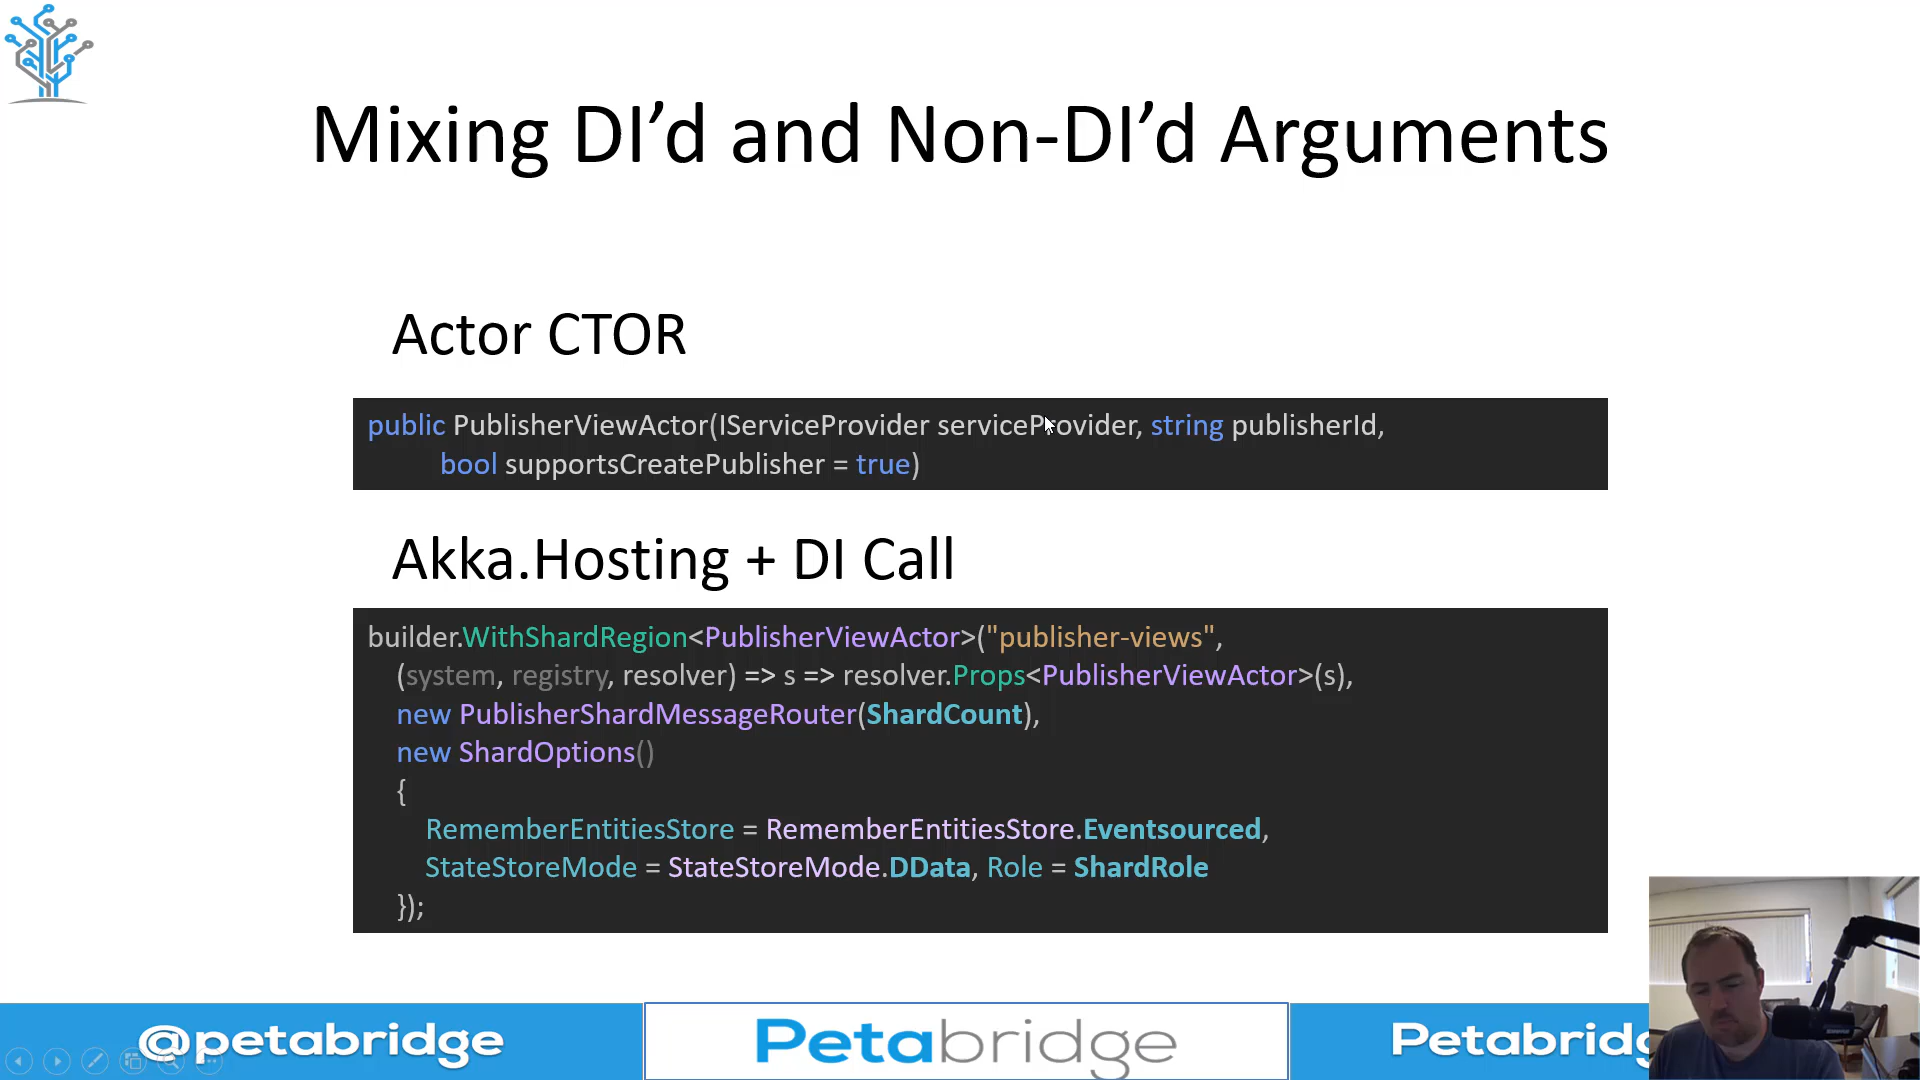 Mixing DI’d and Non-DI’d Arguments
Actor CTOR
public PublisherViewActor(IServiceProvider serviceProvider, string publisherId,
bool supportsCreatePublisher = true)
Akka.Hosting + DI Call
builder.WithShardRegion<PublisherViewActor>("publisher-views",
(system, registry, resolver) => s => resolver.Props<PublisherViewActor>(s),
new PublisherShardMessageRouter(ShardCount),
new ShardOptions()
{
RememberEntitiesStore = RememberEntitiesStore.Eventsourced,
StateStoreMode = StateStoreMode.DData, Role = ShardRole
});
@petabridge
Petabridge
Petabridg